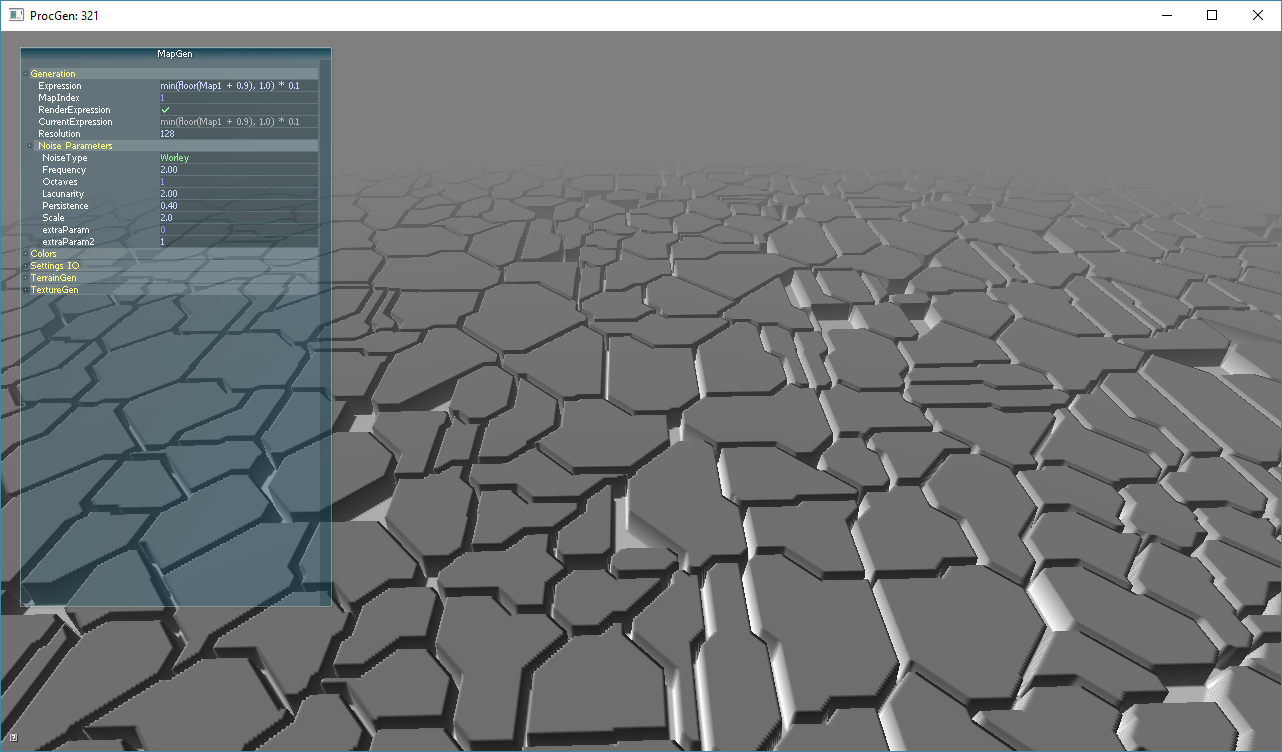 ProcGen: 321
MapGen
Generation
Expression min(floor(Map1 + 0.9), 1.0) * 0.1
MapIndex 1
RenderExpression
CurrentExpression min(floor(Map1 + 0.9), 1.0) * 0.1
Resolution 128
Noise Parameters
NoiseType Worley
Frequency 2.00
Octaves 1
Lacunarity 2.00
Persistence 0.40
Scale 2.0
extraParam 0
extraParam2 1
Colors
Settings IO
TerrainGen
TextureGen
?